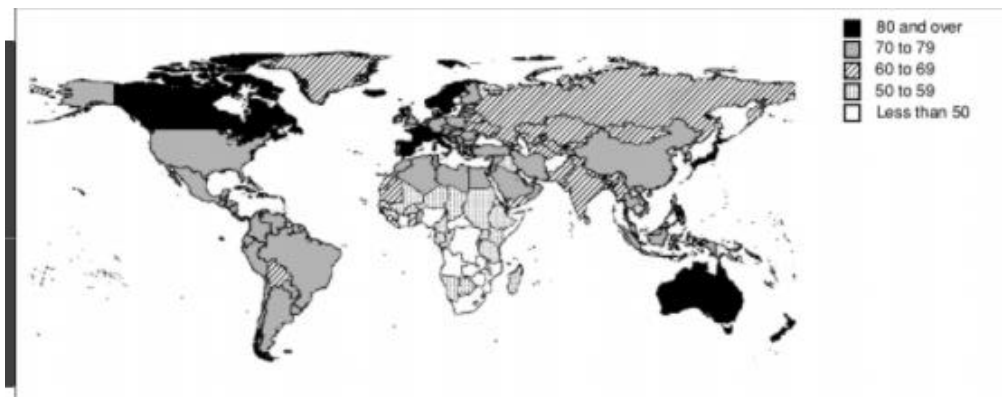 80 and over
70 to 79
60 to 69
50 to 59
Less than 50